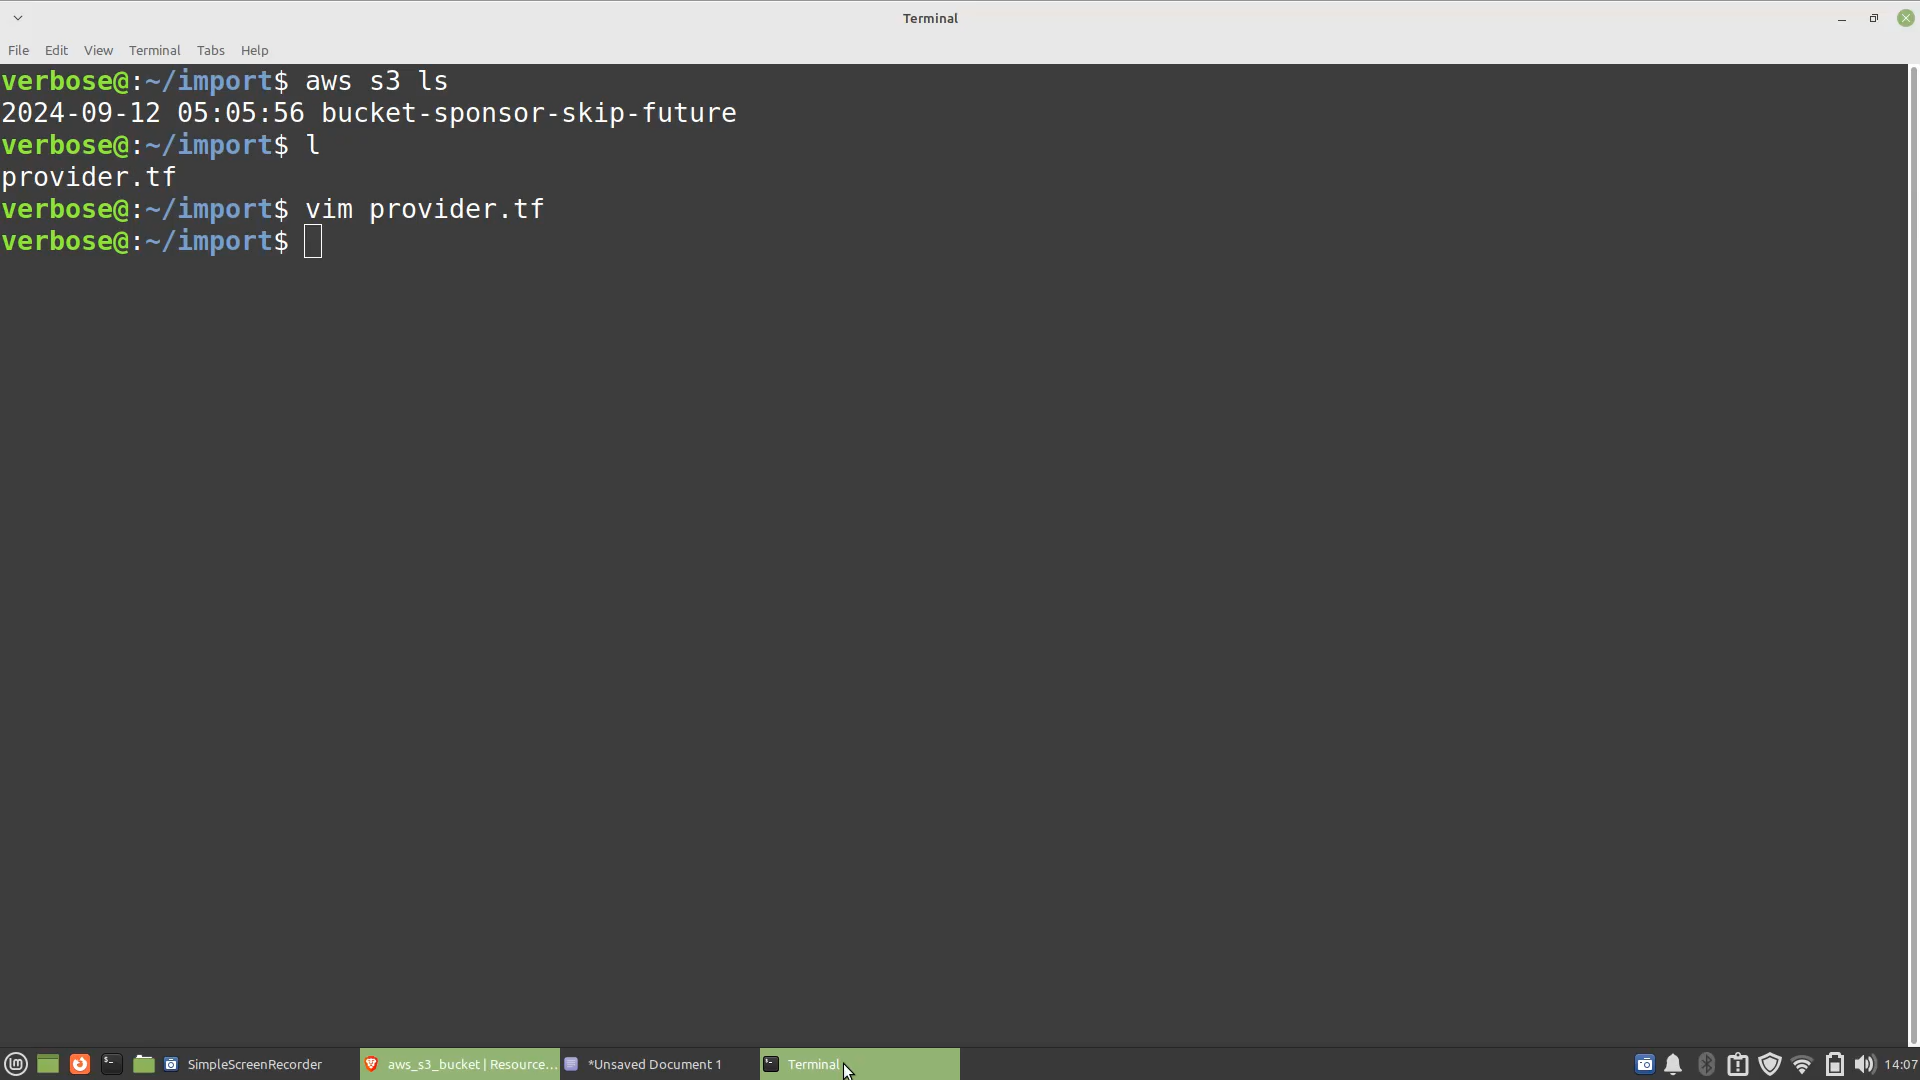 Terminal
File Edit View Terminal Tabs Help
verbose@:~/import$ aws s3 ls
2024-09-12 05:05:56 bucket-sponsor-skip-future
verbose@:~/import$ l
provider.tf
verbose@:~/import$ vim provider.tf
verbose@:~/import$
SimpleScreenRecorder aws_s3_bucket | Resource... *Unsaved Document 1 Terminal 14:07